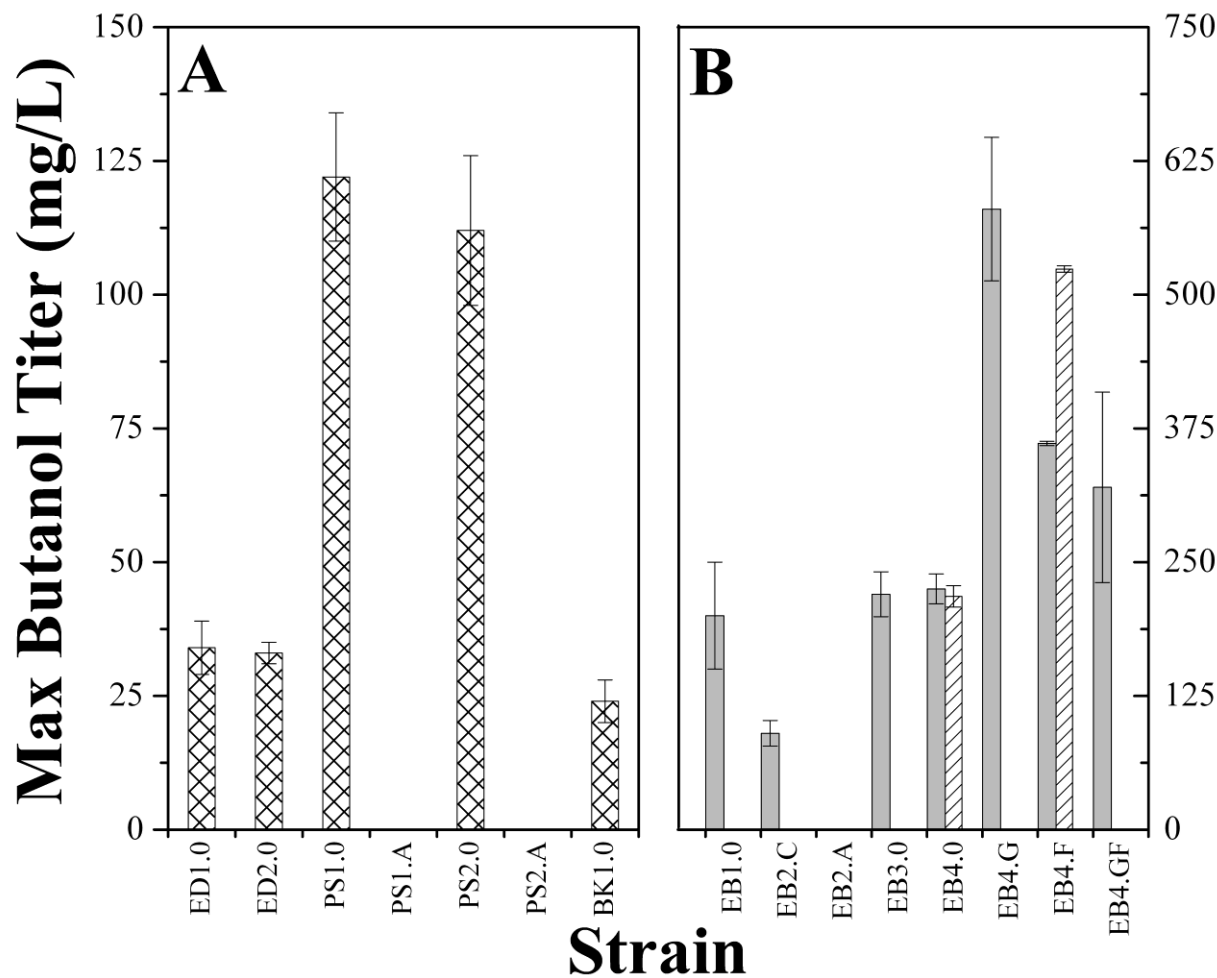 Max Butanol Titer (mg/L)
A
150
125
100
75
50
25
0
ED1.0
ED2.0
PS1.0
PS1.A
PS2.0
PS2.A
BK1.0
B
750
625
500
375
250
125
0
EB1.0
EB2.C
EB2.A
EB3.0
EB4.0
EB4.G
EB4.F
EB4.GF
Strain